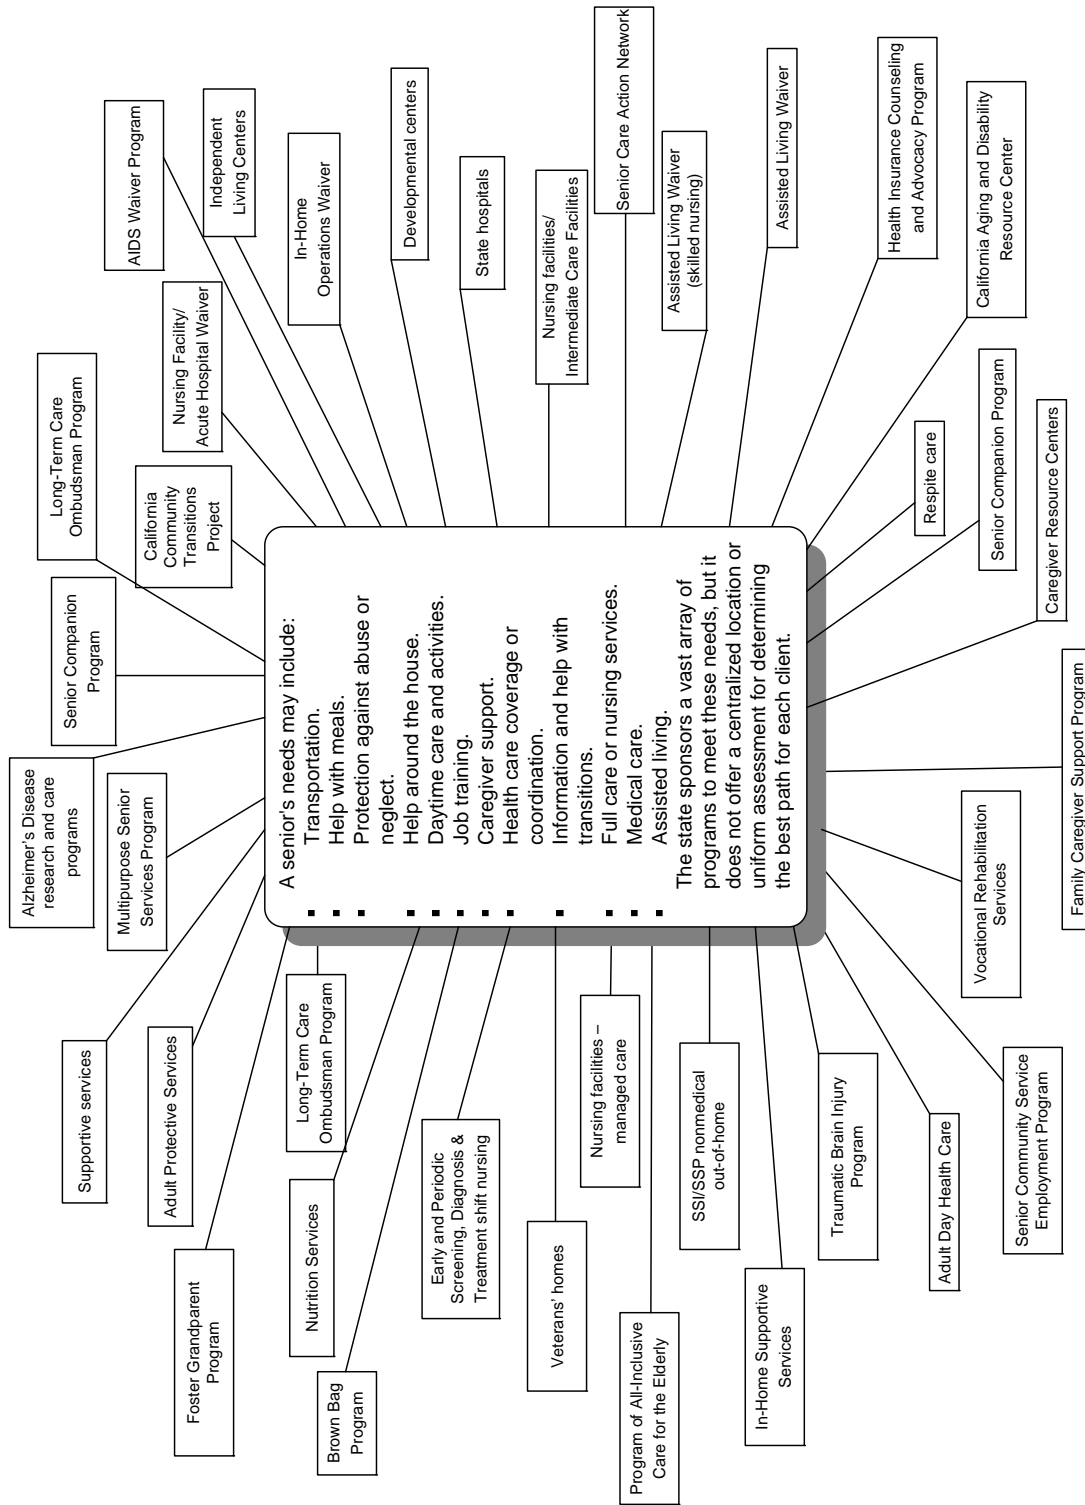 A senior's needs may include:
▪ Transportation.
▪ Help with meals.
▪ Protection against abuse or
neglect.
▪ Help around the house.
▪ Daytime care and activities.
▪ Job training.
▪ Caregiver support.
▪ Health care coverage or
coordination.
▪ Information and help with
transitions.
▪ Full care or nursing services.
▪ Medical care.
▪ Assisted living.
The state sponsors a vast array of
programs to meet these needs, but it
does not offer a centralized location or
uniform assessment for determining
the best path for each client.
Foster Grandparent
Program
Adult Protective Services
Supportive services
Multipurpose Senior
Services Program
Alzheimer's Disease
research and care
programs
Senior Companion
Program
Long-Term Care
Ombudsman Program
California
Community
Transitions
Project
Nursing Facility/
Acute Hospital Waiver
AIDS Waiver Program
Independent
Living Centers
In-Home
Operations Waiver
Developmental centers
State hospitals
Nursing facilities/
Intermediate Care Facilities
Senior Care Action Network
Assisted Living Waiver
(skilled nursing)
Assisted Living Waiver
Health Insurance Counseling
and Advocacy Program
California Aging and Disability
Resource Center
Respite care
Senior Companion Program
Caregiver Resource Centers
Family Caregiver Support Program
Vocational Rehabilitation
Services
Senior Community Service
Employment Program
Adult Day Health Care
Traumatic Brain Injury
Program
In-Home Supportive
Services
SSI/SSP nonmedical
out-of-home
Program of All-Inclusive
Care for the Elderly
Nursing facilities –
managed care
Veterans' homes
Early and Periodic
Screening, Diagnosis &
Treatment shift nursing
Brown Bag
Program
Nutrition Services
Long-Term Care
Ombudsman Program